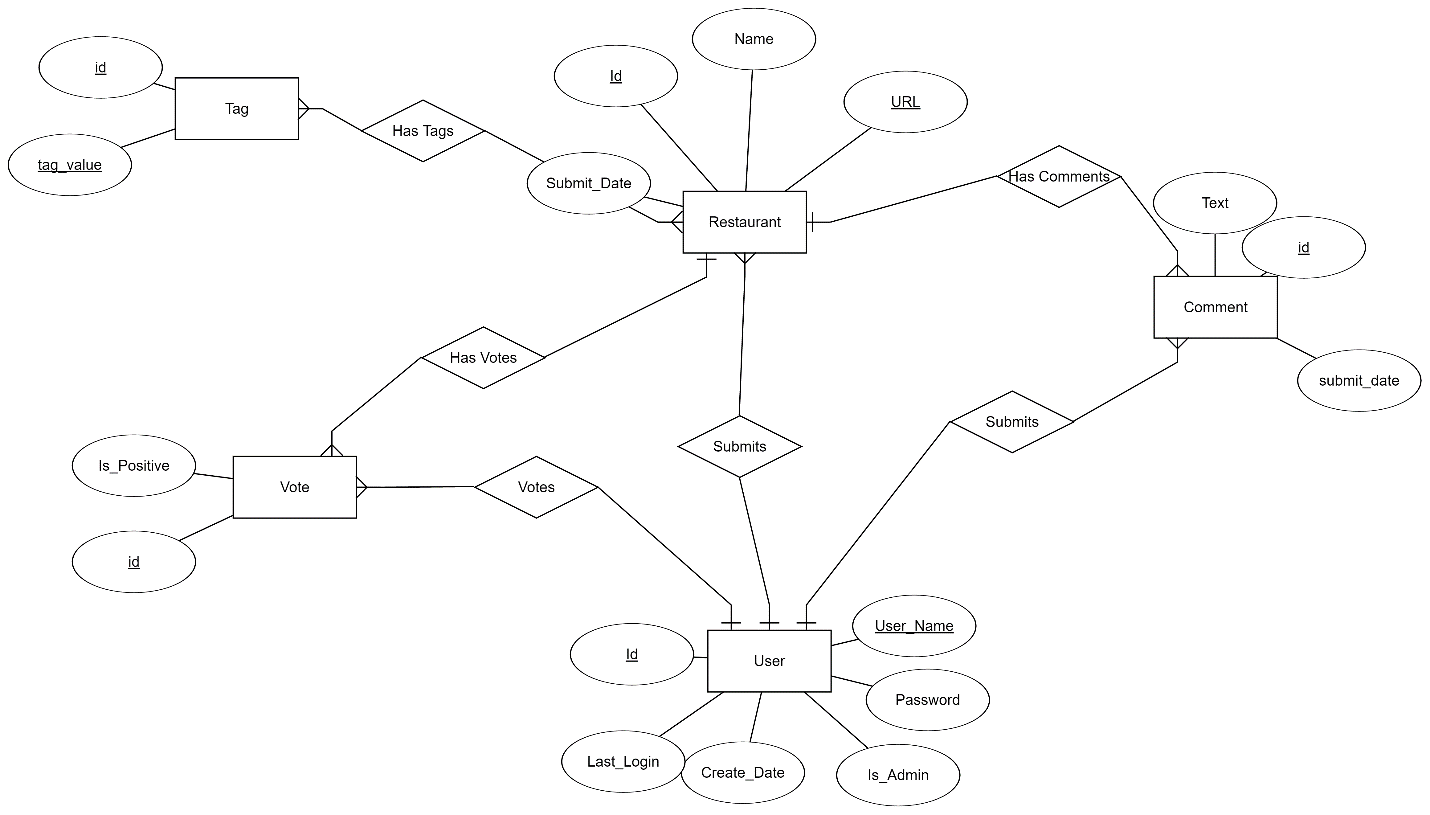 Name
id
Id
URL
Tag
Has Tags
tag_value
Submit_Date
Has Comments
Text
Restaurant
id
Comment
Has Votes
submit_date
Submits
Submits
Is_Positive
Vote
Votes
id
User_Name
Id
User
Password
Last_Login
Create_Date
Is_Admin